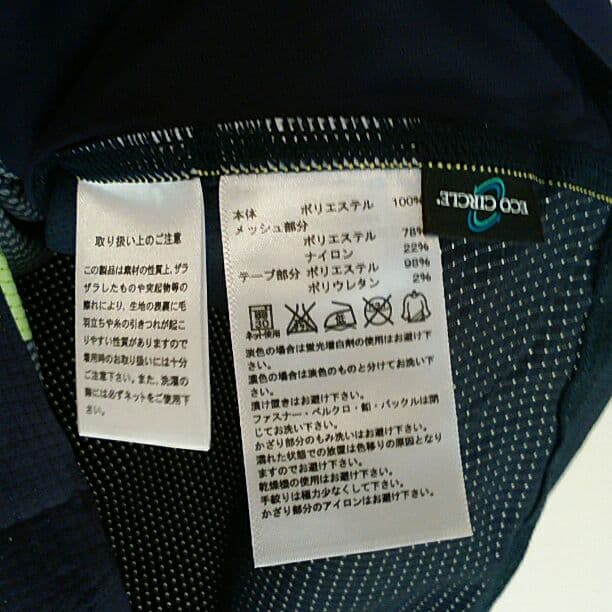 取り扱い上のご注意
この製品は素材の性質上、ザラ
ザラしたものや突起物等の
擦れにより、生地の表裏に毛
羽立ちや糸の引きつれが起こ
りやすい性質がありますので
着用時のお取り扱いには十分
ご注意下さい。また、洗濯の
際には必ずネットをご使用下
さい。
本体 ポリエステル 100%
メッシュ部分
ポリエステル 78%
ナイロン 22%
テープ部分 ポリエステル 98%
ポリウレタン 2%
30
ネット使用
淡色の場合は蛍光増白剤の使用はお避け下
さい。
濃色の場合は淡色のものと分けてお洗い下
さい。
漬け置きはお避け下さい。
ファスナー・ベルクロ・釦・バックルは閉
じてお洗い下さい。
かざり部分のもみ洗いはお避け下さい。
濡れた状態での放置は色移りの原因となり
ますのでお避け下さい。
乾燥機の使用はお避け下さい。
手絞りは極力少なくして下さい。
かざり部分のアイロンはお避け下さい。
ECO CIRCLE®